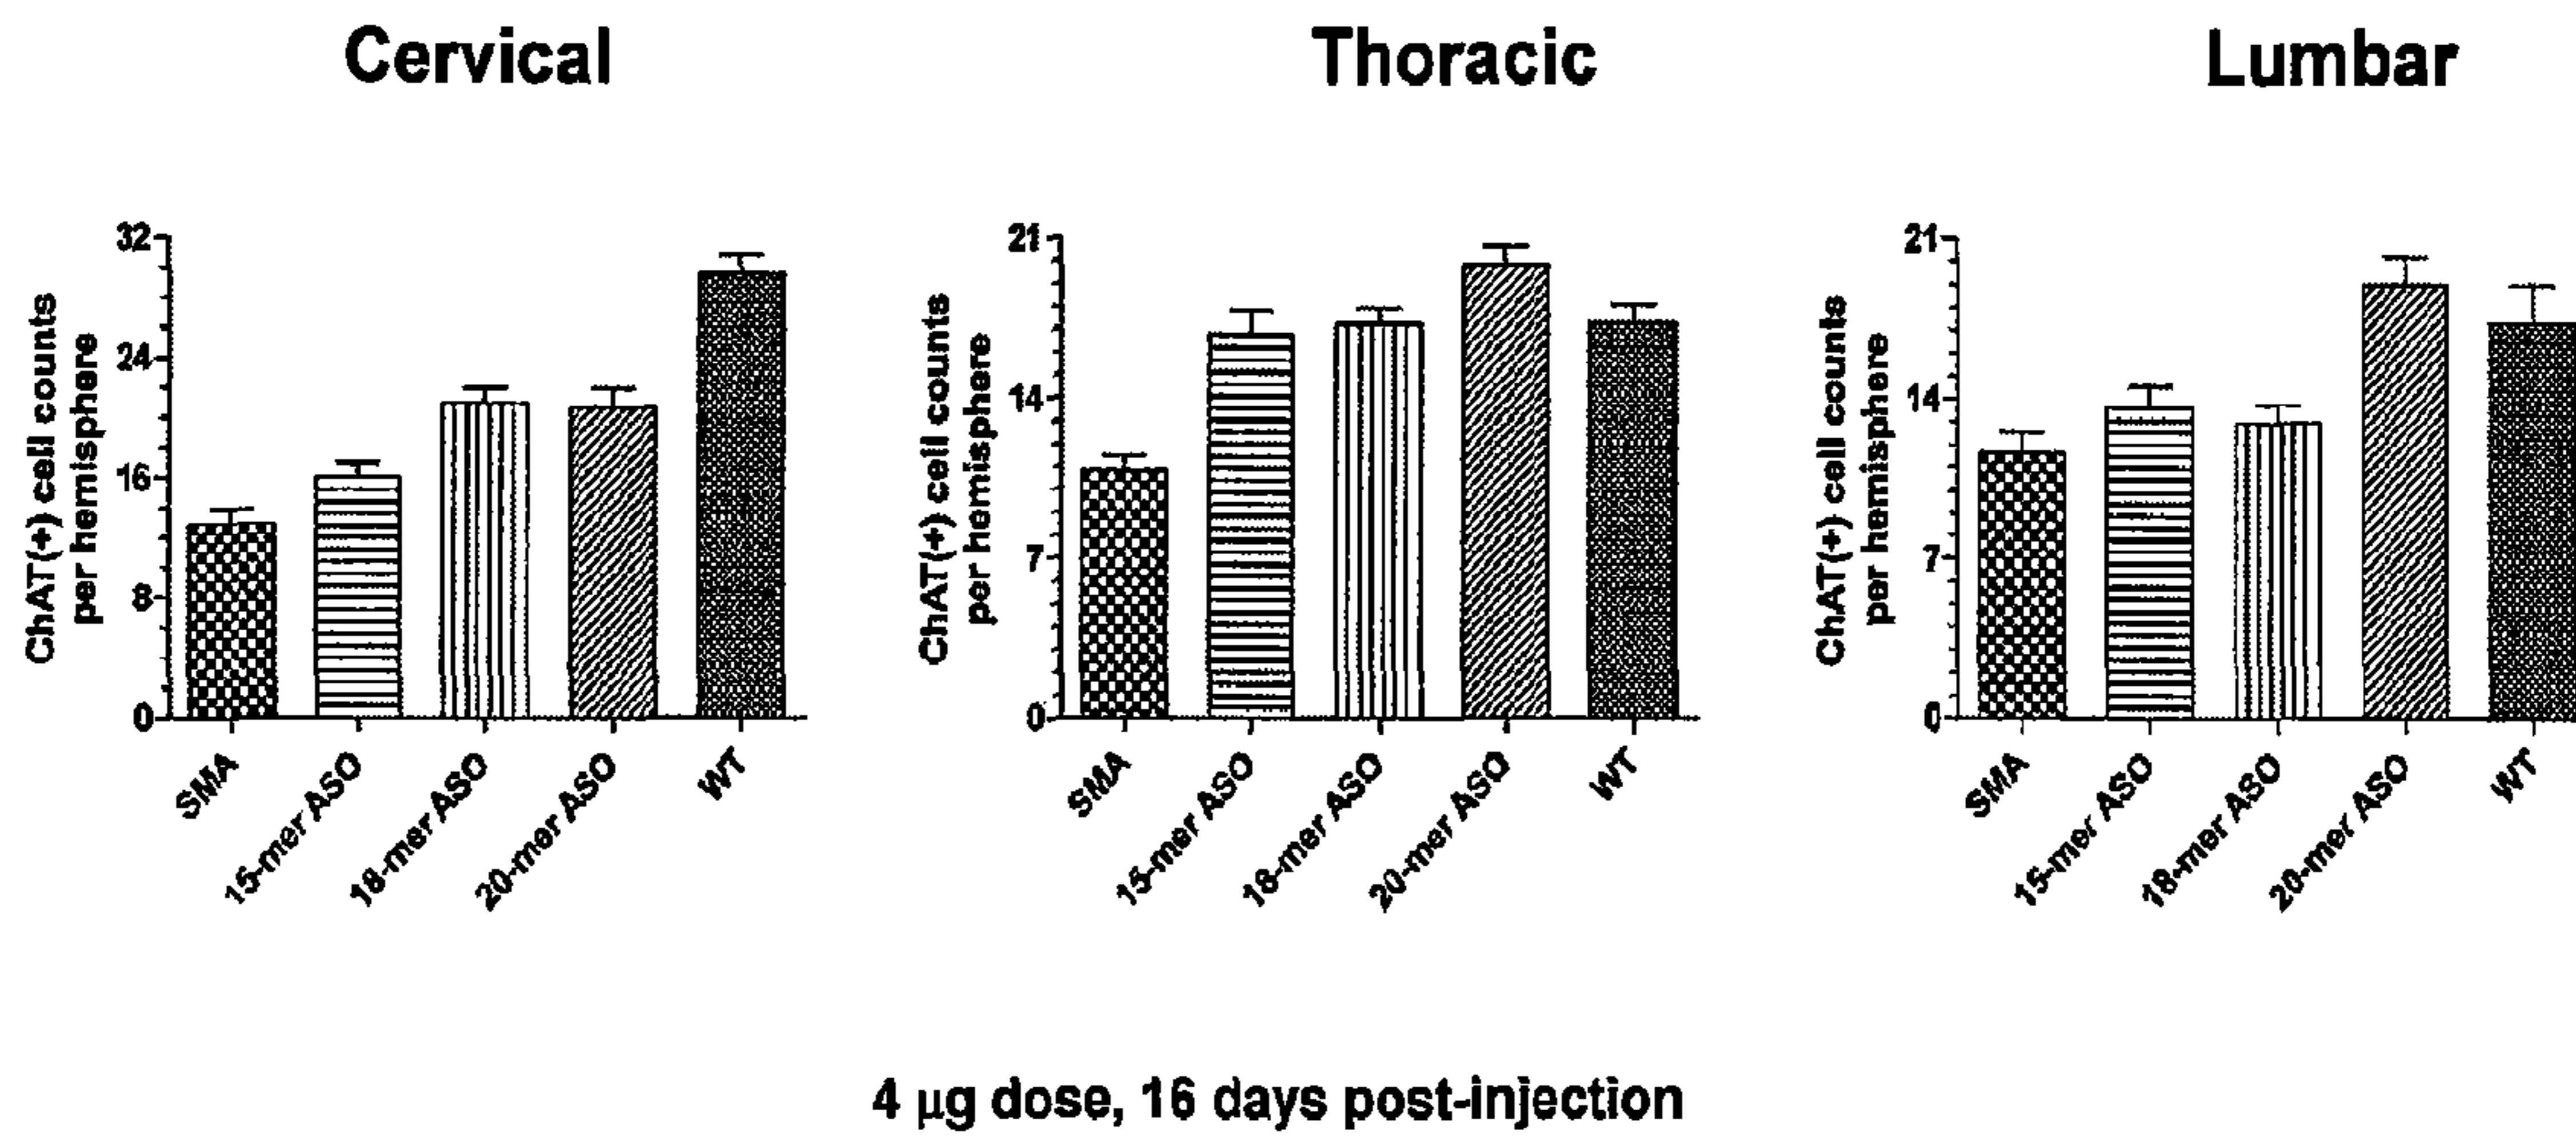 Cervical
ChAT(+) cell counts
per hemisphere
32
24
16
8
0
SMA
15-mer ASO
18-mer ASO
20-mer ASO
WT
Thoracic
ChAT(+) cell counts
per hemisphere
21
14
7
0
SMA
15-mer ASO
18-mer ASO
20-mer ASO
WT
Lumbar
ChAT(+) cell counts
per hemisphere
21
14
7
0
SMA
15-mer ASO
18-mer ASO
20-mer ASO
WT
4 μg dose, 16 days post-injection